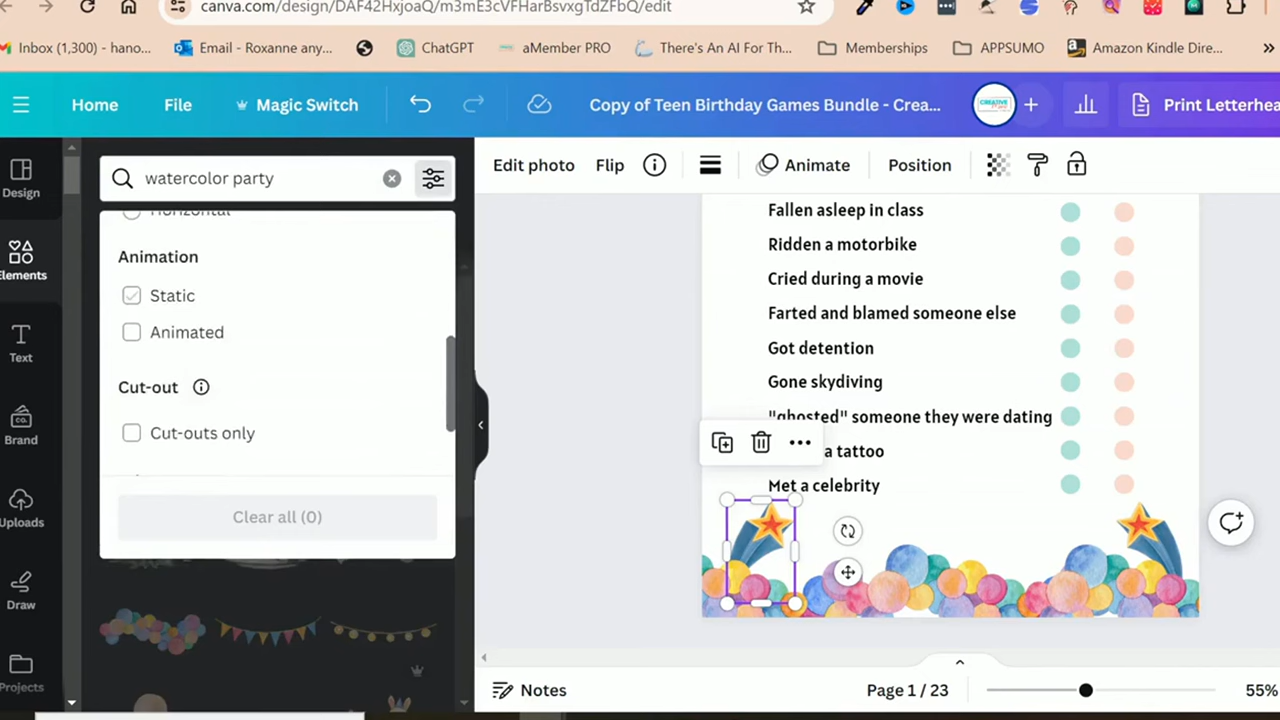 canva.com/design/DAF42HxjoaQ/m3mE3cVFHarBsvxgTdZFbQ/edit
Inbox (1,300) - hano...
Email - Roxanne any...
ChatGPT
aMember PRO
There's An AI For Th...
Memberships
APPSUMO
Amazon Kindle Dire...
»
Home
File
Magic Switch
Copy of Teen Birthday Games Bundle - Crea...
CREATIVE
+
Print Letterhea
Design
Elements
Text
Brand
Uploads
Draw
Projects
watercolor party
Horizontal
Animation
Static
Animated
Cut-out
Cut-outs only
Clear all (0)
Edit photo
Flip
Animate
Position
Fallen asleep in class
Ridden a motorbike
Cried during a movie
Farted and blamed someone else
Got detention
Gone skydiving
"ghosted" someone they were dating
a tattoo
Met a celebrity
Notes
Page 1 / 23
55%